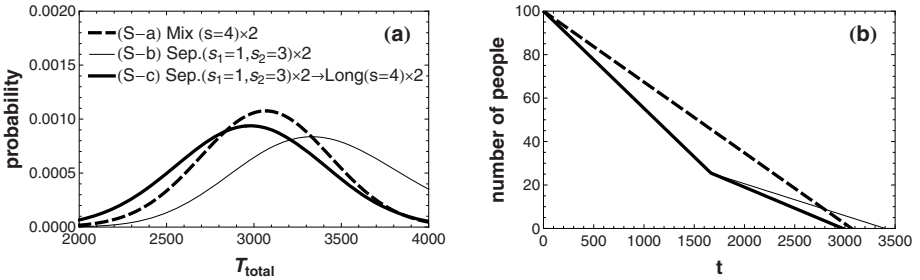 0.0020
(S−a) Mix (s=4)×2
(a)
(S−b) Sep.(s₁=1,s₂=3)×2
0.0015
(S−c) Sep.(s₁=1,s₂=3)×2→Long(s=4)×2
0.0010
0.0005
0.0000
probability
2000 2500 3000 3500 4000
T_total
100
(b)
80
60
40
20
0
number of people
0 500 1000 1500 2000 2500 3000 3500
t